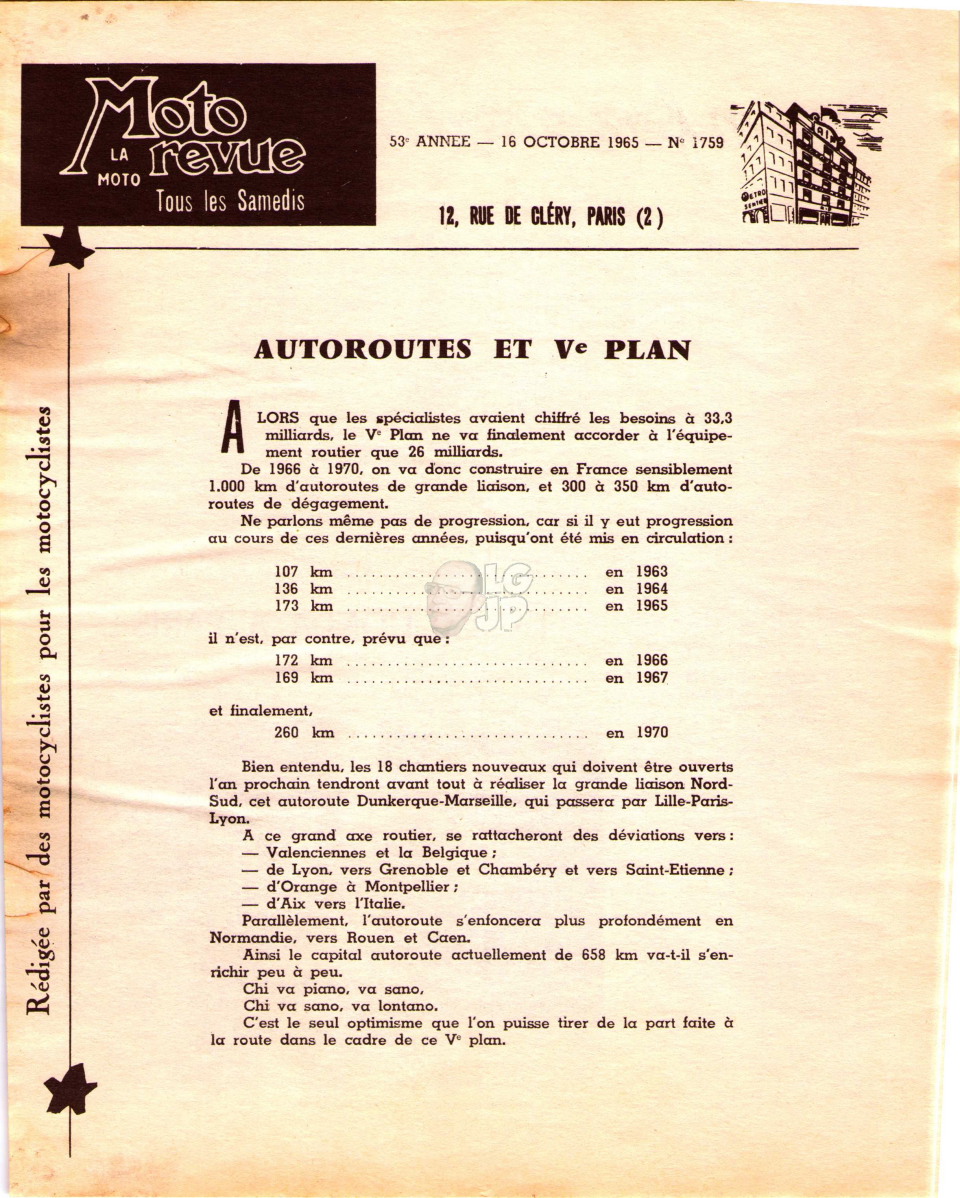 Moto
LA revue
MOTO
Tous les Samedis
53e ANNEE — 16 OCTOBRE 1965 — No 1759
12, RUE DE CLÉRY, PARIS (2)
METRO
SENTIER
AUTOROUTES ET Ve PLAN
ALORS que les spécialistes avaient chiffré les besoins à 33,3
milliards, le Ve Plan ne va finalement accorder à l'équipe-
ment routier que 26 milliards.
De 1966 à 1970, on va donc construire en France sensiblement
1.000 km d'autoroutes de grande liaison, et 300 à 350 km d'auto-
routes de dégagement.
Ne parlons même pas de progression, car si il y eut progression
au cours de ces dernières années, puisqu'ont été mis en circulation :
107 km .............................. en 1963
136 km .............................. en 1964
173 km .............................. en 1965
LG
JP
il n'est, par contre, prévu que :
172 km .............................. en 1966
169 km .............................. en 1967
et finalement,
260 km .............................. en 1970
Bien entendu, les 18 chantiers nouveaux qui doivent être ouverts
l'an prochain tendront avant tout à réaliser la grande liaison Nord-
Sud, cet autoroute Dunkerque-Marseille, qui passera par Lille-Paris-
Lyon.
A ce grand axe routier, se rattacheront des déviations vers :
— Valenciennes et la Belgique ;
— de Lyon, vers Grenoble et Chambéry et vers Saint-Etienne ;
— d'Orange à Montpellier ;
— d'Aix vers l'Italie.
Parallèlement, l'autoroute s'enfoncera plus profondément en
Normandie, vers Rouen et Caen.
Ainsi le capital autoroute actuellement de 658 km va-t-il s'en-
richir peu à peu.
Chi va piano, va sano,
Chi va sano, va lontano.
C'est le seul optimisme que l'on puisse tirer de la part faite à
la route dans le cadre de ce Ve plan.
Rédigée par des motocyclistes pour les motocyclistes